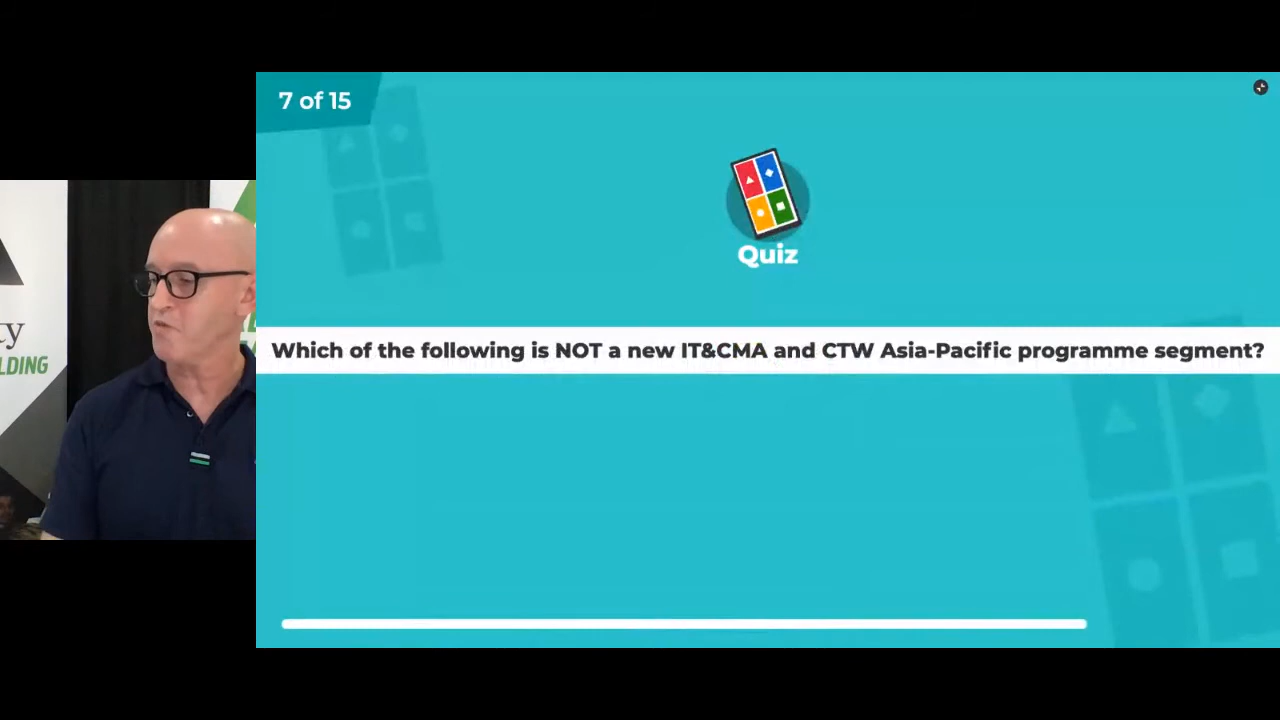 7 of 15
Quiz
Which of the following is NOT a new IT&CMA and CTW Asia-Pacific programme segment?
ty
LDING